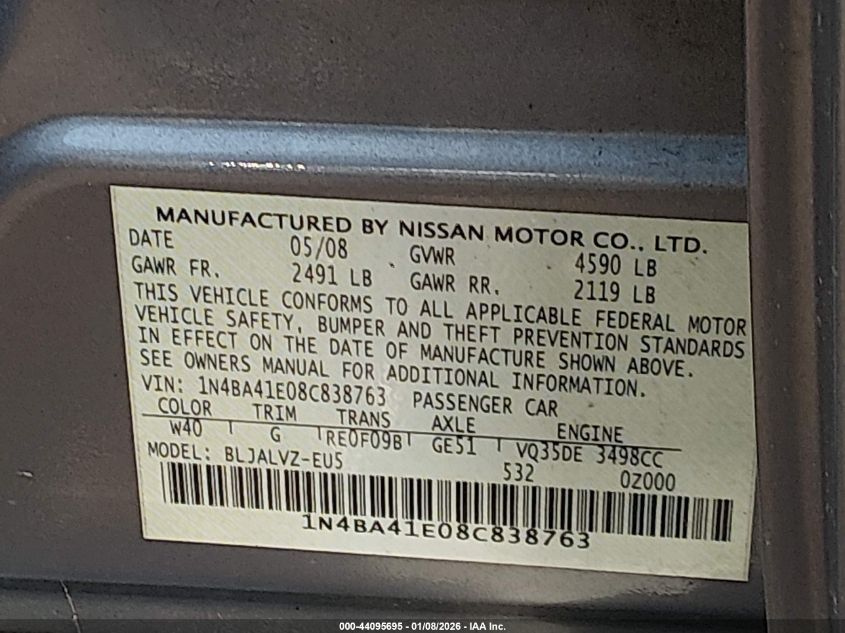 MANUFACTURED BY NISSAN MOTOR CO., LTD.
DATE 05/08 GVWR 4590 LB
GAWR FR. 2491 LB GAWR RR. 2119 LB
THIS VEHICLE CONFORMS TO ALL APPLICABLE FEDERAL MOTOR
VEHICLE SAFETY, BUMPER AND THEFT PREVENTION STANDARDS
IN EFFECT ON THE DATE OF MANUFACTURE SHOWN ABOVE.
SEE OWNERS MANUAL FOR ADDITIONAL INFORMATION.
VIN: 1N4BA41E08C838763 PASSENGER CAR
COLOR TRIM TRANS AXLE ENGINE
W40 G RE0F09B GE51 VQ35DE 3498CC
MODEL: BLJALVZ-EU5 532 0Z000
1N4BA41E08C838763
000-44095695 - 01/08/2026 - IAA Inc.